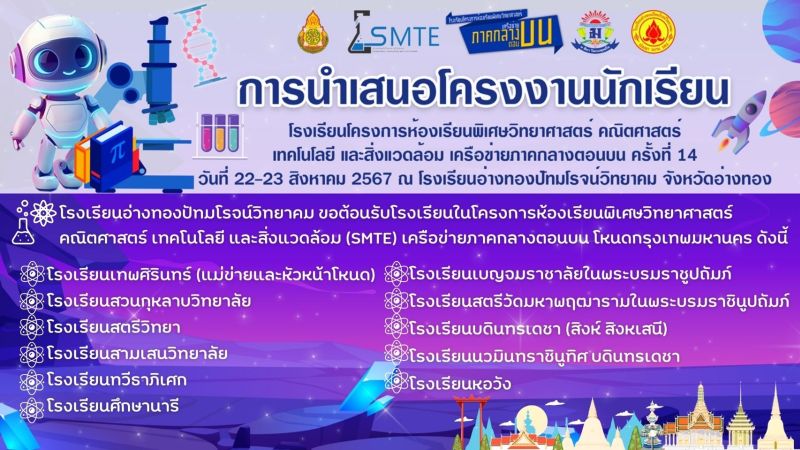 SMTE
ภาคกลาง
ตอน
บน
การนำเสนอโครงงานนักเรียน
โรงเรียนโครงการห้องเรียนพิเศษวิทยาศาสตร์ คณิตศาสตร์
เทคโนโลยี และสิ่งแวดล้อม เครือข่ายภาคกลางตอนบน ครั้งที่ 14
วันที่ 22-23 สิงหาคม 2567 ณ โรงเรียนอ่างทองปัทมโรจน์วิทยาคม จังหวัดอ่างทอง
π
โรงเรียนอ่างทองปัทมโรจน์วิทยาคม ขอต้อนรับโรงเรียนในโครงการห้องเรียนพิเศษวิทยาศาสตร์
คณิตศาสตร์ เทคโนโลยี และสิ่งแวดล้อม (SMTE) เครือข่ายภาคกลางตอนบน โหนดกรุงเทพมหานคร ดังนี้
โรงเรียนเทพศิรินทร์ (แม่ข่ายและหัวหน้าโหนด)
โรงเรียนสวนกุหลาบวิทยาลัย
โรงเรียนสตรีวิทยา
โรงเรียนสามเสนวิทยาลัย
โรงเรียนทวีธาภิเศก
โรงเรียนศึกษานารี
โรงเรียนเบญจมราชาลัยในพระบรมราชูปถัมภ์
โรงเรียนสตรีวัดมหาพฤฒารามในพระบรมราชินูปถัมภ์
โรงเรียนบดินทรเดชา (สิงห์ สิงหเสนี)
โรงเรียนนวมินทราชินูทิศ บดินทรเดชา
โรงเรียนหอวัง